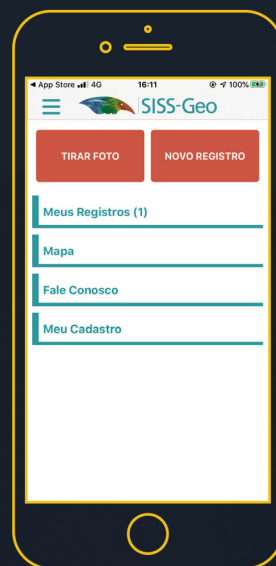 App Store 4G 16:11 100%
SISS-Geo
TIRAR FOTO NOVO REGISTRO
Meus Registros (1)
Mapa
Fale Conosco
Meu Cadastro